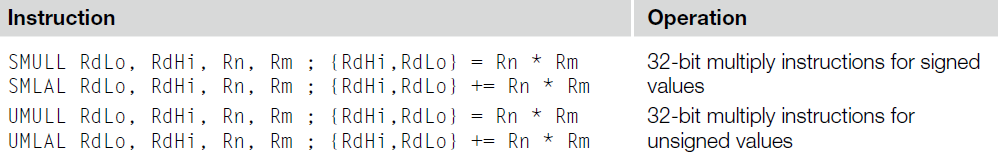 Instruction Operation
SMULL RdLo, RdHi, Rn, Rm ; {RdHi,RdLo} = Rn * Rm 32-bit multiply instructions for signed
SMLAL RdLo, RdHi, Rn, Rm ; {RdHi,RdLo} += Rn * Rm values
UMULL RdLo, RdHi, Rn, Rm ; {RdHi,RdLo} = Rn * Rm 32-bit multiply instructions for
UMLAL RdLo, RdHi, Rn, Rm ; {RdHi,RdLo} += Rn * Rm unsigned values